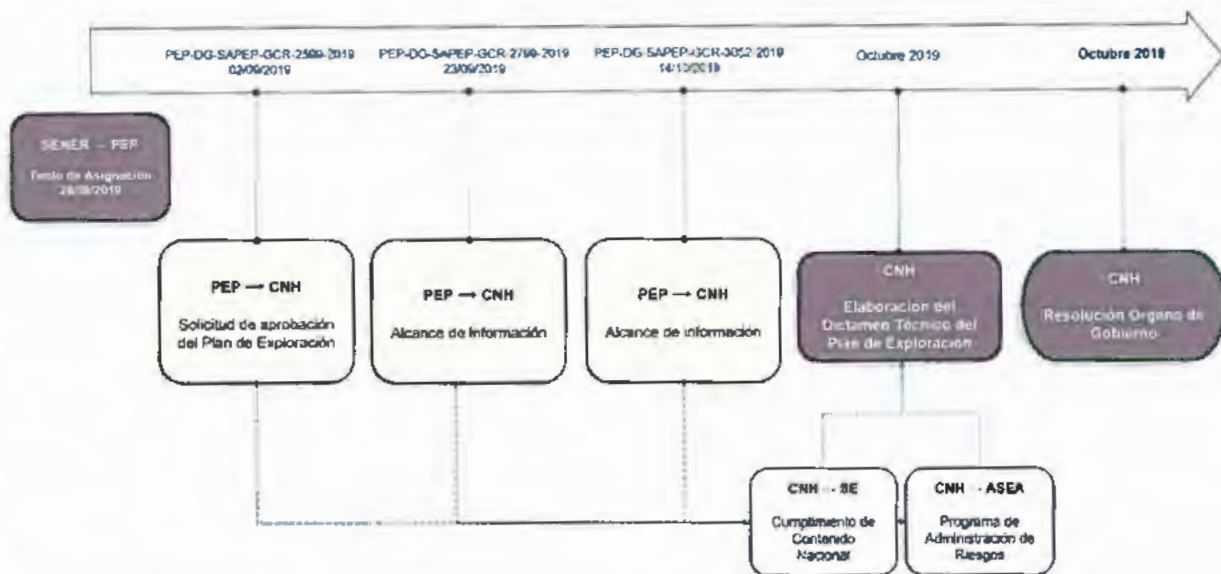 PEP-DG-SAPEP-GCR-2599-2019
02/09/2019
PEP-DG-SAPEP-GCR-2799-2019
23/09/2019
PEP-DG-SAPEP-GCR-3052-2019
14/10/2019
Octubre 2019
Octubre 2019
SENER → PEP
Título de Asignación
28/08/2019
PEP → CNH
Solicitud de aprobación
del Plan de Exploración
PEP → CNH
Alcance de Información
PEP → CNH
Alcance de información
CNH
Elaboración del
Dictamen Técnico del
Plan de Exploración
CNH
Resolución Órgano de
Gobierno
CNH → SE
Cumplimiento de
Contenido
Nacional
CNH → ASEA
Programa de
Administración de
Riesgos